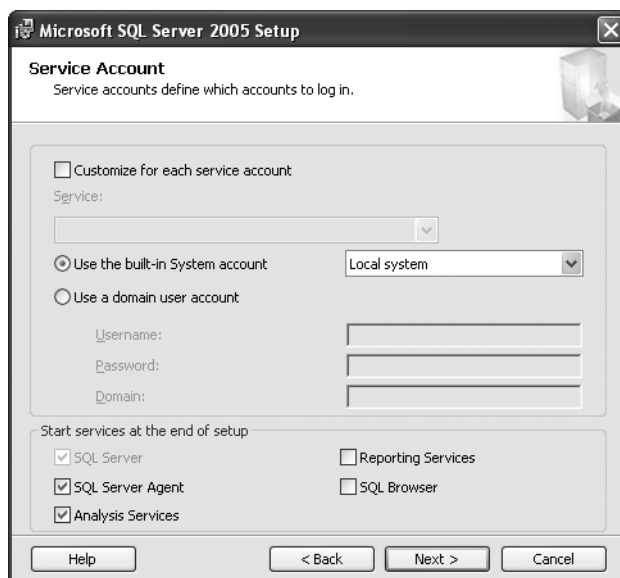 Microsoft SQL Server 2005 Setup
Service Account
Service accounts define which accounts to log in.
Customize for each service account
Service:
Use the built-in System account
Local system
Use a domain user account
Username:
Password:
Domain:
Start services at the end of setup
SQL Server
Reporting Services
SQL Server Agent
SQL Browser
Analysis Services
Help
< Back
Next >
Cancel